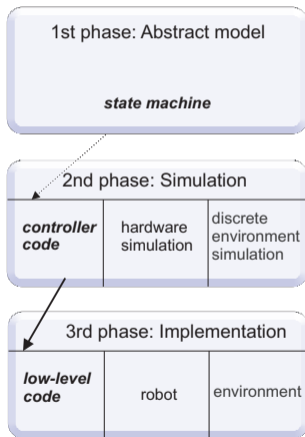 1st phase: Abstract model
state machine
2nd phase: Simulation
controller
code
hardware
simulation
discrete
environment
simulation
3rd phase: Implementation
low-level
code
robot
environment